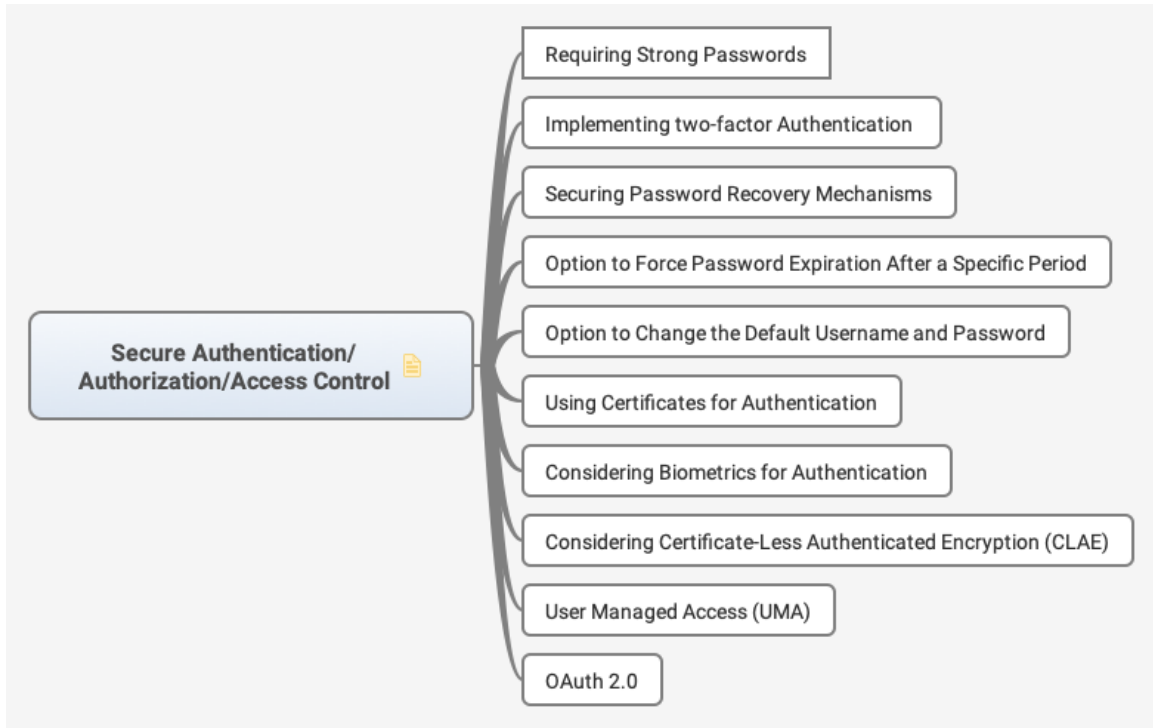 Requiring Strong Passwords
Implementing two-factor Authentication
Securing Password Recovery Mechanisms
Option to Force Password Expiration After a Specific Period
Option to Change the Default Username and Password
Secure Authentication/
Authorization/Access Control
Using Certificates for Authentication
Considering Biometrics for Authentication
Considering Certificate-Less Authenticated Encryption (CLAE)
User Managed Access (UMA)
OAuth 2.0